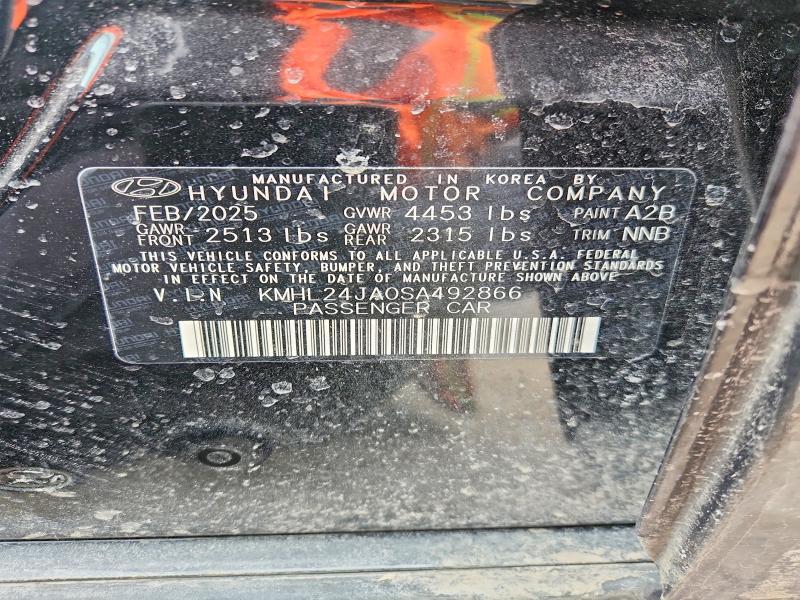 MANUFACTURED IN KOREA BY
HYUNDAI MOTOR COMPANY
FEB/2025 GVWR 4453 lbs PAINT A2B
GAWR FRONT 2513 lbs GAWR REAR 2315 lbs TRIM NNB
THIS VEHICLE CONFORMS TO ALL APPLICABLE U.S.A. FEDERAL
MOTOR VEHICLE SAFETY, BUMPER, AND THEFT PREVENTION STANDARDS
IN EFFECT ON THE DATE OF MANUFACTURE SHOWN ABOVE
V.I.N KMHL24JA0SA492866
PASSENGER CAR